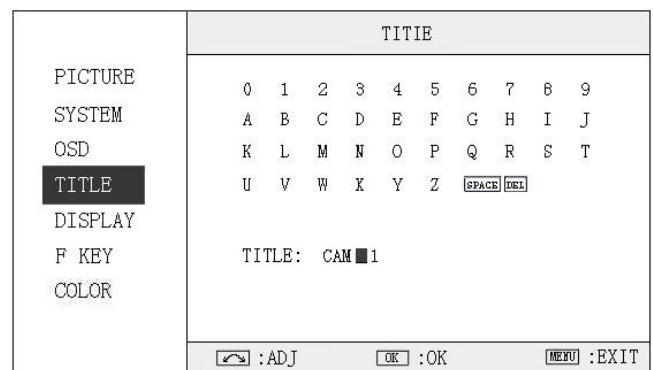 TITIE
PICTURE
SYSTEM
OSD
TITLE
DISPLAY
F KEY
COLOR
0 1 2 3 4 5 6 7 8 9
A B C D E F G H I J
K L M N O P Q R S T
U V W X Y Z SPACE DEL
TITLE: CAM 1
:ADJ OK :OK MENU :EXIT